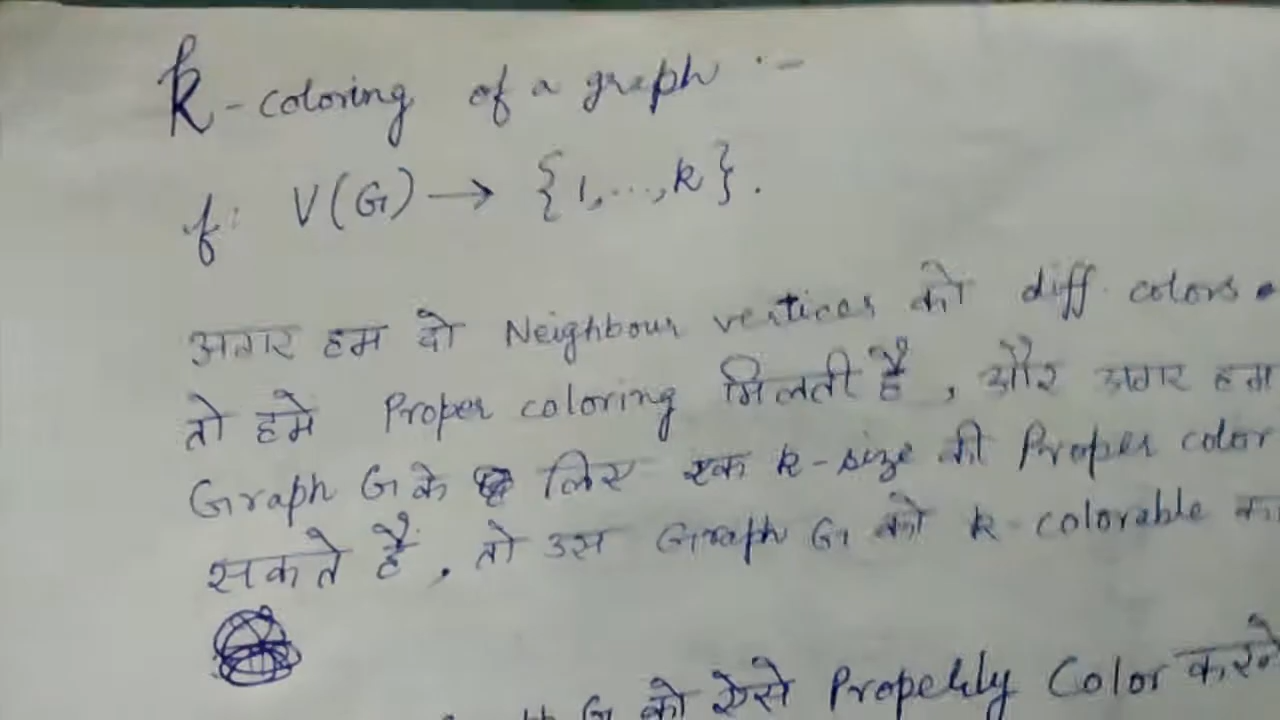 k-coloring of a graph :-
f: V(G) → {1,...,k}.
अगर हम दो Neighbour vertices को diff. colors
तो हमे Proper coloring मिलती है, और अगर हम
Graph G के लिए एक k-size की Proper color
सकते हैं, तो उस Graph G को k-colorable
G को ऐसे Properly Color करने